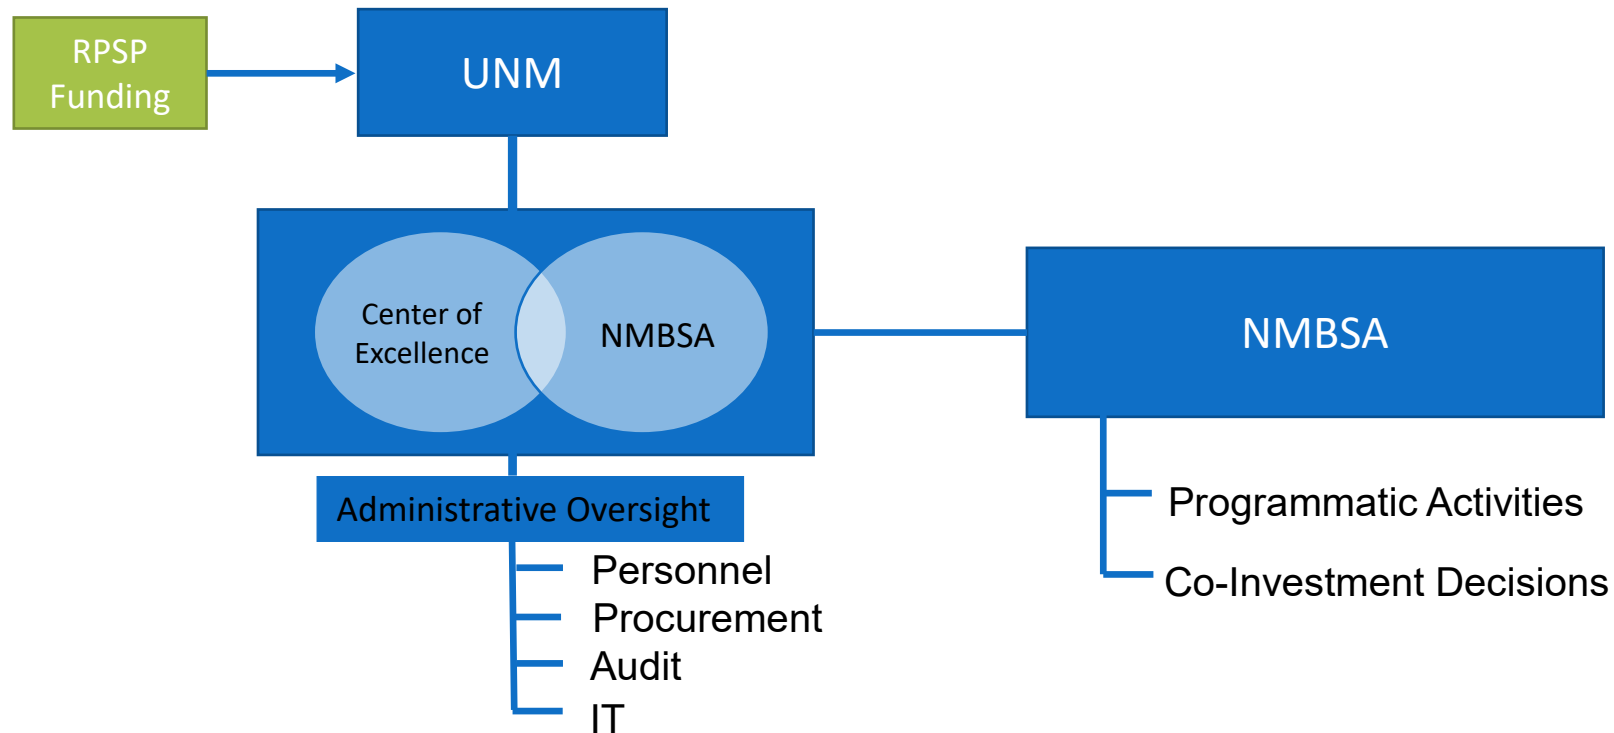 RPSP
Funding
UNM
Center of
Excellence
NMBSA
NMBSA
Administrative Oversight
Personnel
Procurement
Audit
IT
Programmatic Activities
Co-Investment Decisions